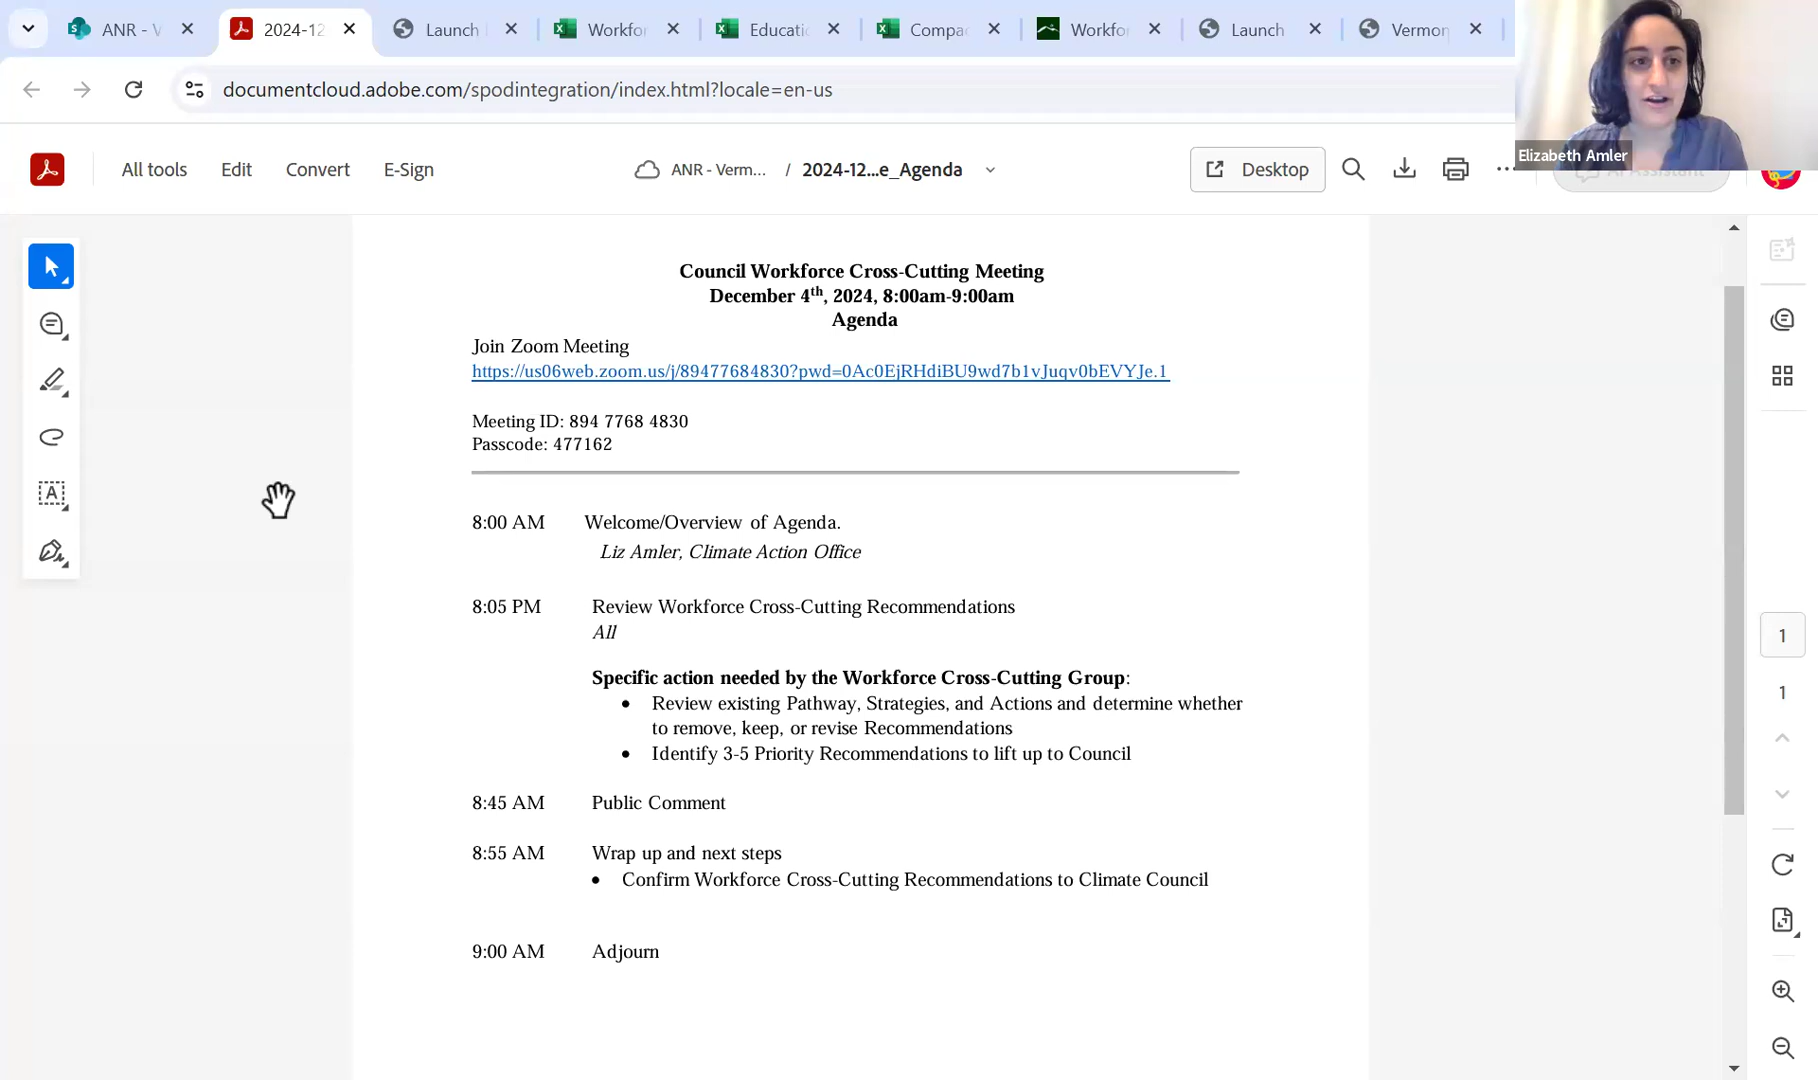 ANR - V
2024-12
Launch
Workfor
Educatio
Compa
Workfor
Launch
Vermon
documentcloud.adobe.com/spodintegration/index.html?locale=en-us
All tools
Edit
Convert
E-Sign
ANR - Verm... / 2024-12...e_Agenda
Desktop
Elizabeth Amler
AI Assistant
Council Workforce Cross-Cutting Meeting
December 4th, 2024, 8:00am-9:00am
Agenda
Join Zoom Meeting
https://us06web.zoom.us/j/89477684830?pwd=0Ac0EjRHdiBU9wd7b1vJuqv0bEVYJe.1
Meeting ID: 894 7768 4830
Passcode: 477162
8:00 AM Welcome/Overview of Agenda.
Liz Amler, Climate Action Office
8:05 PM Review Workforce Cross-Cutting Recommendations
All
Specific action needed by the Workforce Cross-Cutting Group:
• Review existing Pathway, Strategies, and Actions and determine whether
to remove, keep, or revise Recommendations
• Identify 3-5 Priority Recommendations to lift up to Council
8:45 AM Public Comment
8:55 AM Wrap up and next steps
• Confirm Workforce Cross-Cutting Recommendations to Climate Council
9:00 AM Adjourn
1
1